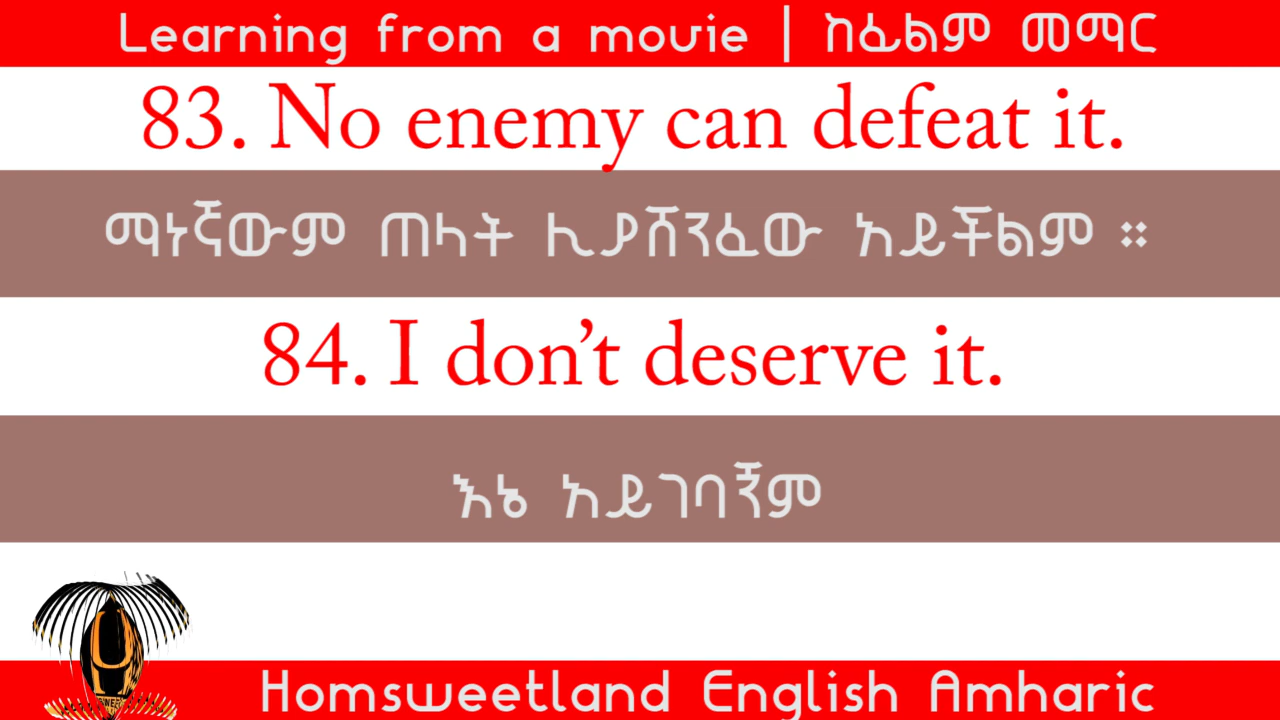 Learning from a movie | ከፊልም መማር
83. No enemy can defeat it.
ማነኛውም ጠላት ሊያሸንፈው አይችልም ።
84. I don’t deserve it.
እኔ አይገባኝም
Homsweetland English Amharic